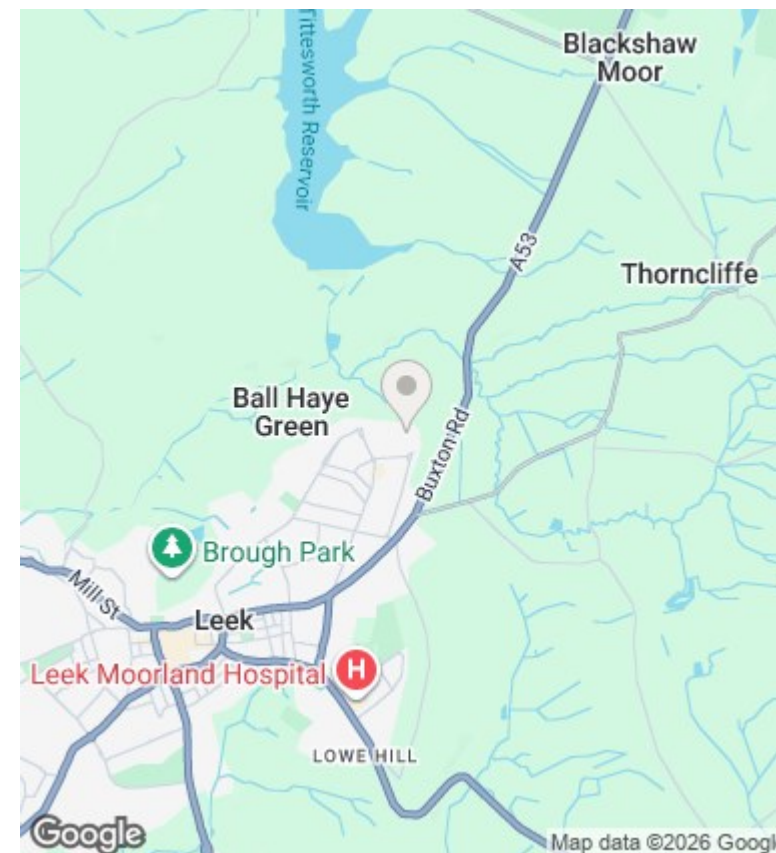 Tittesworth Reservoir
Blackshaw
Moor
A53
Thorncliffe
Ball Haye
Green
Buxton Rd
Brough Park
Mill St
Leek
Leek Moorland Hospital
H
LOWE HILL
Google
Map data ©2026 Googl